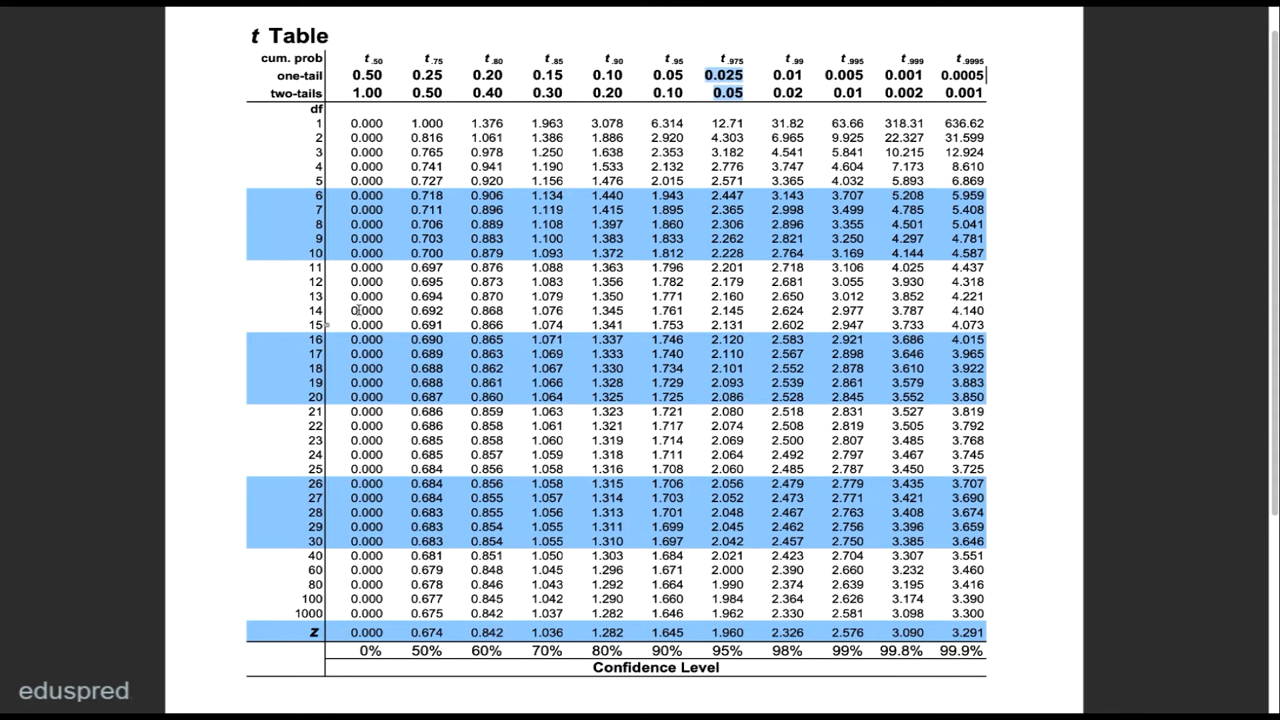 t Table
cum. prob t.50 t.75 t.80 t.85 t.90 t.95 t.975 t.99 t.995 t.999 t.9995
one-tail 0.50 0.25 0.20 0.15 0.10 0.05 0.025 0.01 0.005 0.001 0.0005
two-tails 1.00 0.50 0.40 0.30 0.20 0.10 0.05 0.02 0.01 0.002 0.001
df
1 0.000 1.000 1.376 1.963 3.078 6.314 12.71 31.82 63.66 318.31 636.62
2 0.000 0.816 1.061 1.386 1.886 2.920 4.303 6.965 9.925 22.327 31.599
3 0.000 0.765 0.978 1.250 1.638 2.353 3.182 4.541 5.841 10.215 12.924
4 0.000 0.741 0.941 1.190 1.533 2.132 2.776 3.747 4.604 7.173 8.610
5 0.000 0.727 0.920 1.156 1.476 2.015 2.571 3.365 4.032 5.893 6.869
6 0.000 0.718 0.906 1.134 1.440 1.943 2.447 3.143 3.707 5.208 5.959
7 0.000 0.711 0.896 1.119 1.415 1.895 2.365 2.998 3.499 4.785 5.408
8 0.000 0.706 0.889 1.108 1.397 1.860 2.306 2.896 3.355 4.501 5.041
9 0.000 0.703 0.883 1.100 1.383 1.833 2.262 2.821 3.250 4.297 4.781
10 0.000 0.700 0.879 1.093 1.372 1.812 2.228 2.764 3.169 4.144 4.587
11 0.000 0.697 0.876 1.088 1.363 1.796 2.201 2.718 3.106 4.025 4.437
12 0.000 0.695 0.873 1.083 1.356 1.782 2.179 2.681 3.055 3.930 4.318
13 0.000 0.694 0.870 1.079 1.350 1.771 2.160 2.650 3.012 3.852 4.221
14 0.000 0.692 0.868 1.076 1.345 1.761 2.145 2.624 2.977 3.787 4.140
15 0.000 0.691 0.866 1.074 1.341 1.753 2.131 2.602 2.947 3.733 4.073
16 0.000 0.690 0.865 1.071 1.337 1.746 2.120 2.583 2.921 3.686 4.015
17 0.000 0.689 0.863 1.069 1.333 1.740 2.110 2.567 2.898 3.646 3.965
18 0.000 0.688 0.862 1.067 1.330 1.734 2.101 2.552 2.878 3.610 3.922
19 0.000 0.688 0.861 1.066 1.328 1.729 2.093 2.539 2.861 3.579 3.883
20 0.000 0.687 0.860 1.064 1.325 1.725 2.086 2.528 2.845 3.552 3.850
21 0.000 0.686 0.859 1.063 1.323 1.721 2.080 2.518 2.831 3.527 3.819
22 0.000 0.686 0.858 1.061 1.321 1.717 2.074 2.508 2.819 3.505 3.792
23 0.000 0.685 0.858 1.060 1.319 1.714 2.069 2.500 2.807 3.485 3.768
24 0.000 0.685 0.857 1.059 1.318 1.711 2.064 2.492 2.797 3.467 3.745
25 0.000 0.684 0.856 1.058 1.316 1.708 2.060 2.485 2.787 3.450 3.725
26 0.000 0.684 0.856 1.058 1.315 1.706 2.056 2.479 2.779 3.435 3.707
27 0.000 0.684 0.855 1.057 1.314 1.703 2.052 2.473 2.771 3.421 3.690
28 0.000 0.683 0.855 1.056 1.313 1.701 2.048 2.467 2.763 3.408 3.674
29 0.000 0.683 0.854 1.055 1.311 1.699 2.045 2.462 2.756 3.396 3.659
30 0.000 0.683 0.854 1.055 1.310 1.697 2.042 2.457 2.750 3.385 3.646
40 0.000 0.681 0.851 1.050 1.303 1.684 2.021 2.423 2.704 3.307 3.551
60 0.000 0.679 0.848 1.045 1.296 1.671 2.000 2.390 2.660 3.232 3.460
80 0.000 0.678 0.846 1.043 1.292 1.664 1.990 2.374 2.639 3.195 3.416
100 0.000 0.677 0.845 1.042 1.290 1.660 1.984 2.364 2.626 3.174 3.390
1000 0.000 0.675 0.842 1.037 1.282 1.646 1.962 2.330 2.581 3.098 3.300
z 0.000 0.674 0.842 1.036 1.282 1.645 1.960 2.326 2.576 3.090 3.291
0% 50% 60% 70% 80% 90% 95% 98% 99% 99.8% 99.9%
Confidence Level
eduspred